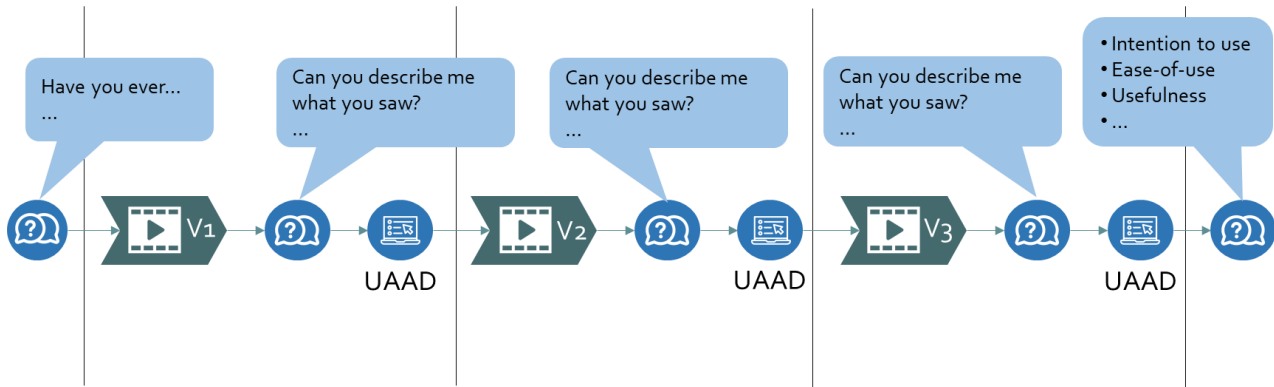 Have you ever...
...
Can you describe me
what you saw?
...
Can you describe me
what you saw?
...
Can you describe me
what you saw?
...
• Intention to use
• Ease-of-use
• Usefulness
• ...
V1
V2
V3
UAAD
UAAD
UAAD